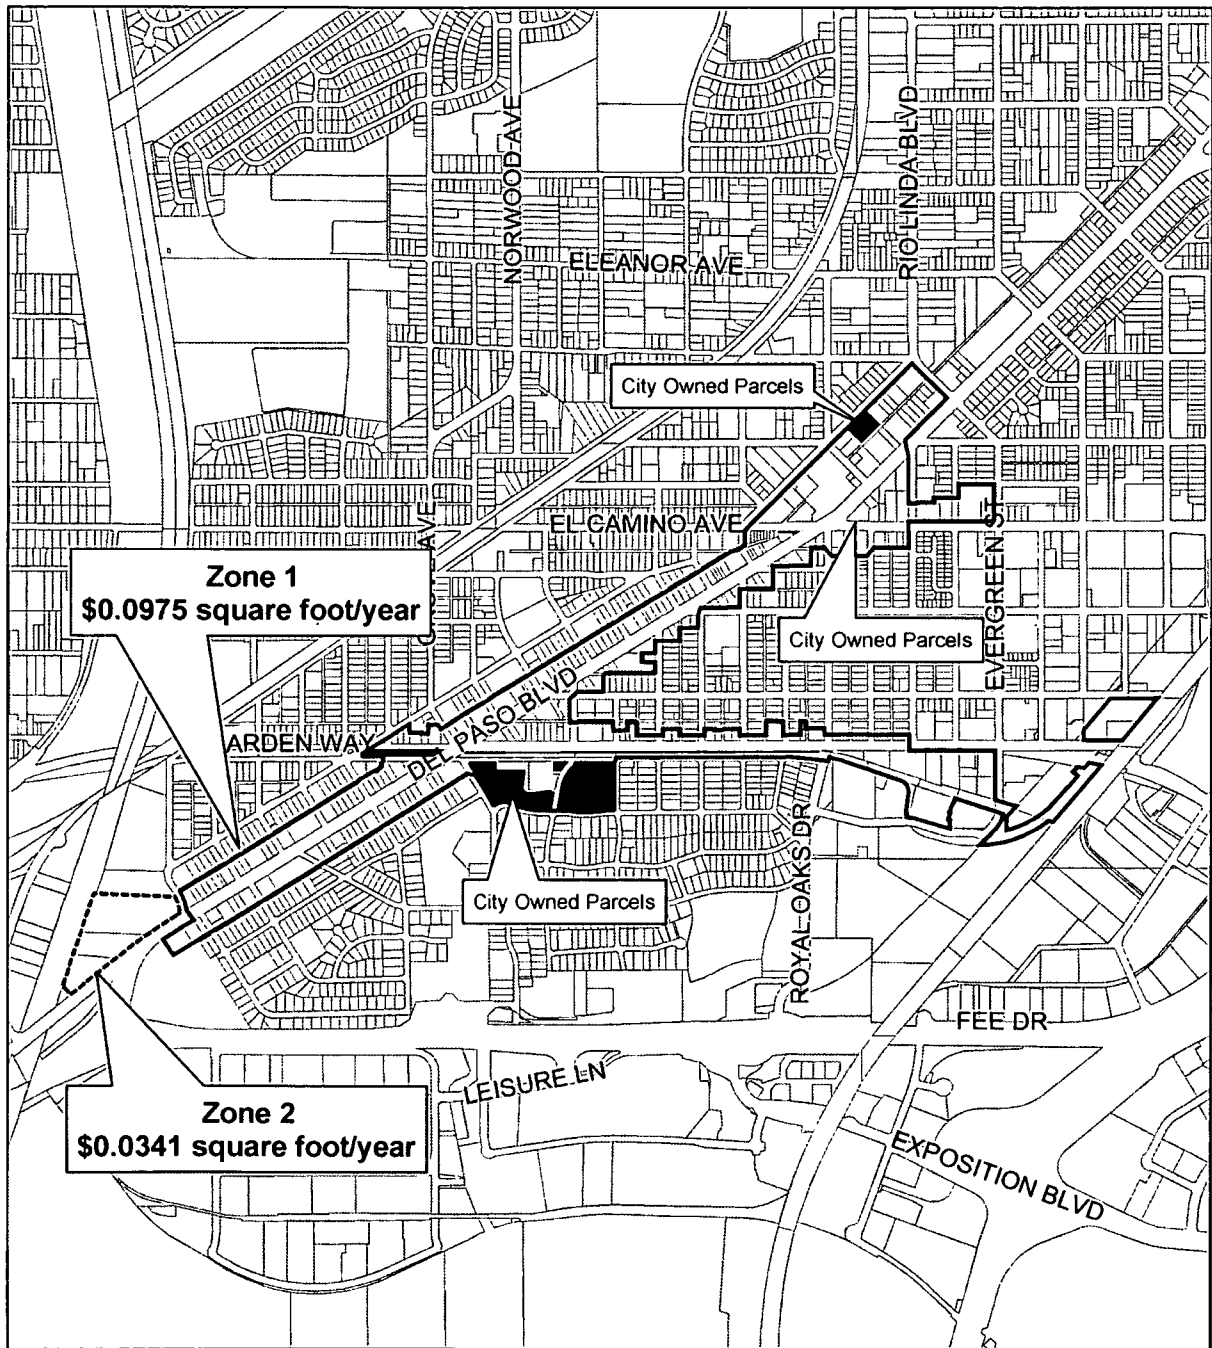 NORWOOD AVE
RIO LINDA BLVD
ELEANOR AVE
City Owned Parcels
EL CAMINO AVE
AVE
EVERGREEN ST
Zone 1
$0.0975 square foot/year
City Owned Parcels
DEL PASO BLVD
ARDEN WAY
ROYAL OAKS DR
City Owned Parcels
FEE DR
LEISURE LN
Zone 2
$0.0341 square foot/year
EXPOSITION BLVD